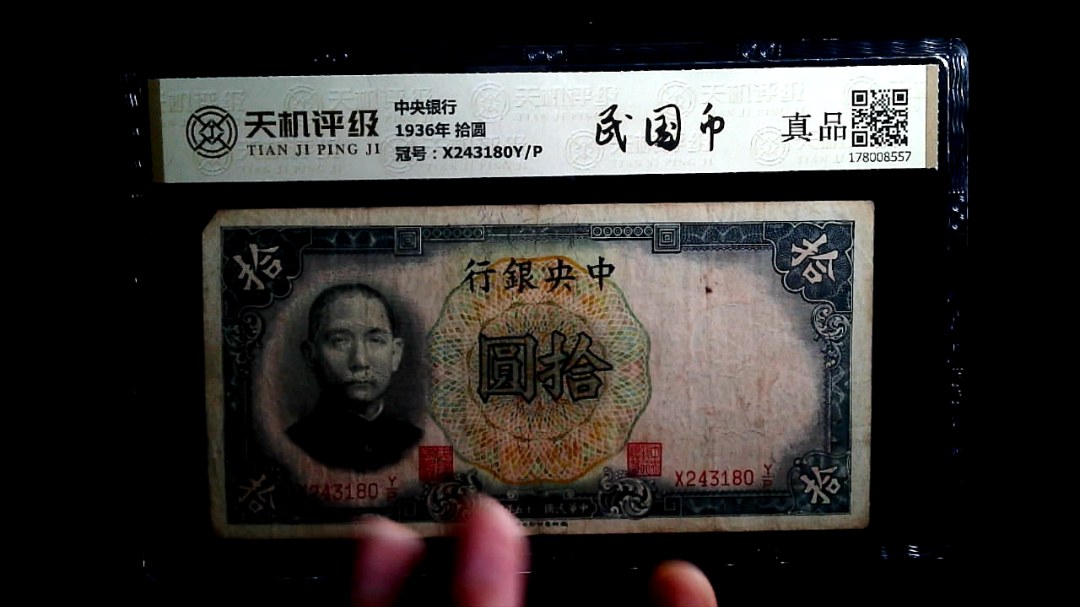 天机评级
TIAN JI PING JI
中央银行
1936年 拾圆
冠号：X243180Y/P
民国币
真品
178008557
拾
拾
行銀央中
圓拾
243180 Y/P
X243180 Y/P
拾
拾